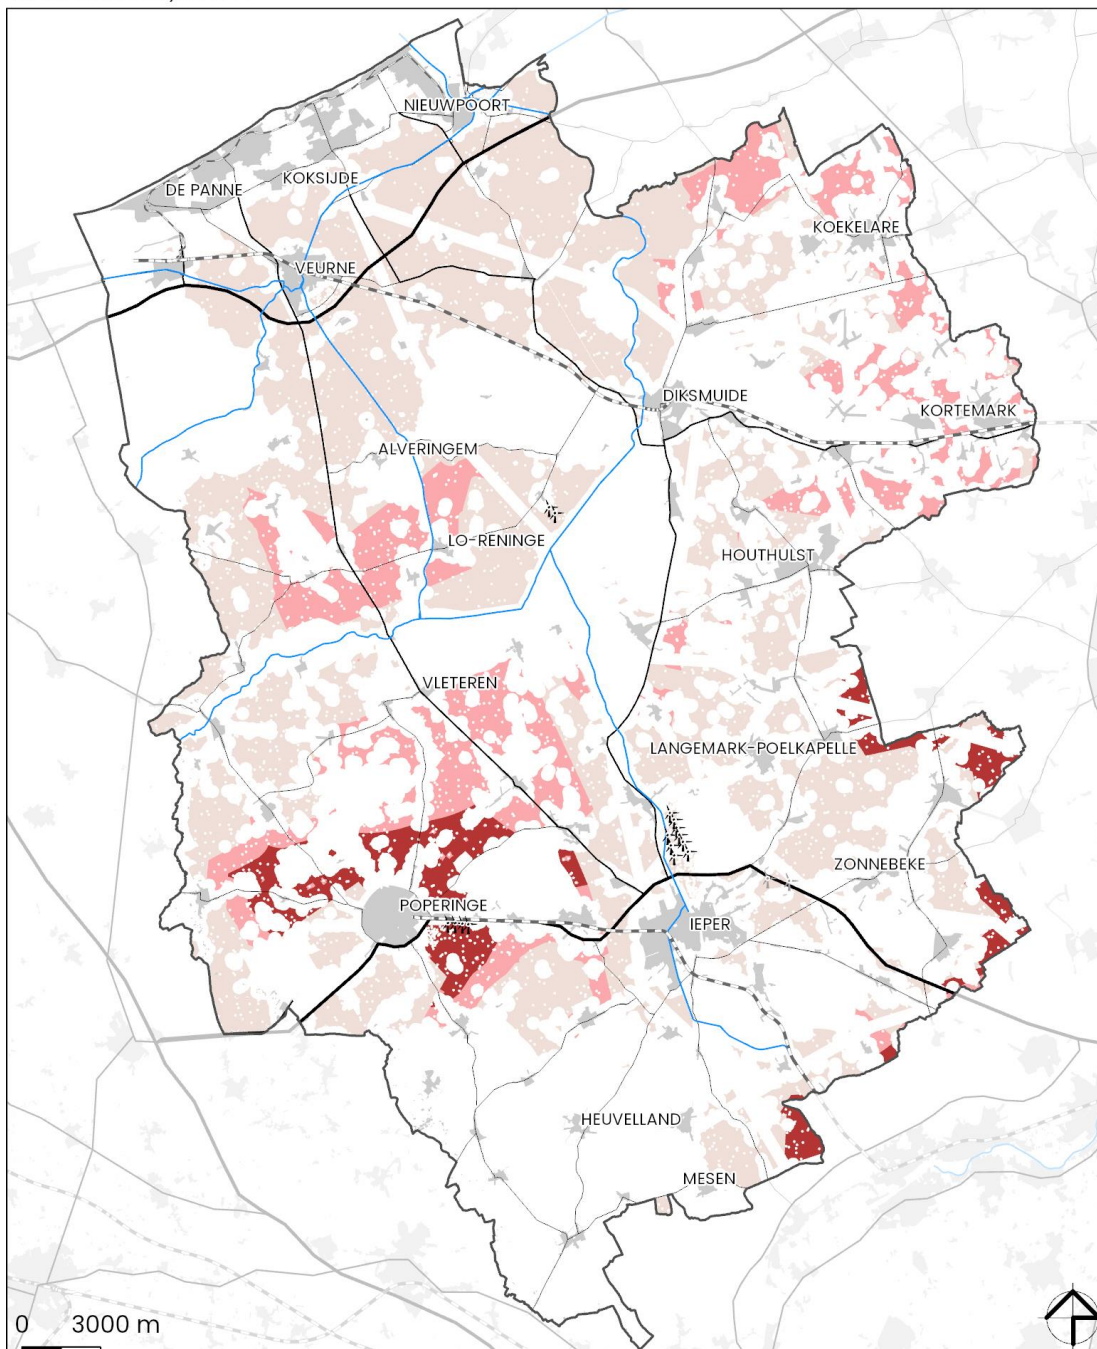 NIEUWPOORT
KOKSIJDE
DE PANNE
KOEKELARE
VEURNE
DIKSMUIDE
KORTEMARK
ALVERINGEM
LO-RENINGE
HOUTHULST
VLETEREN
LANGEMARK-POELKAPELLE
ZONNEBEKE
POPERINGE
IEPER
HEUVELLAND
MESEN
0 3000 m